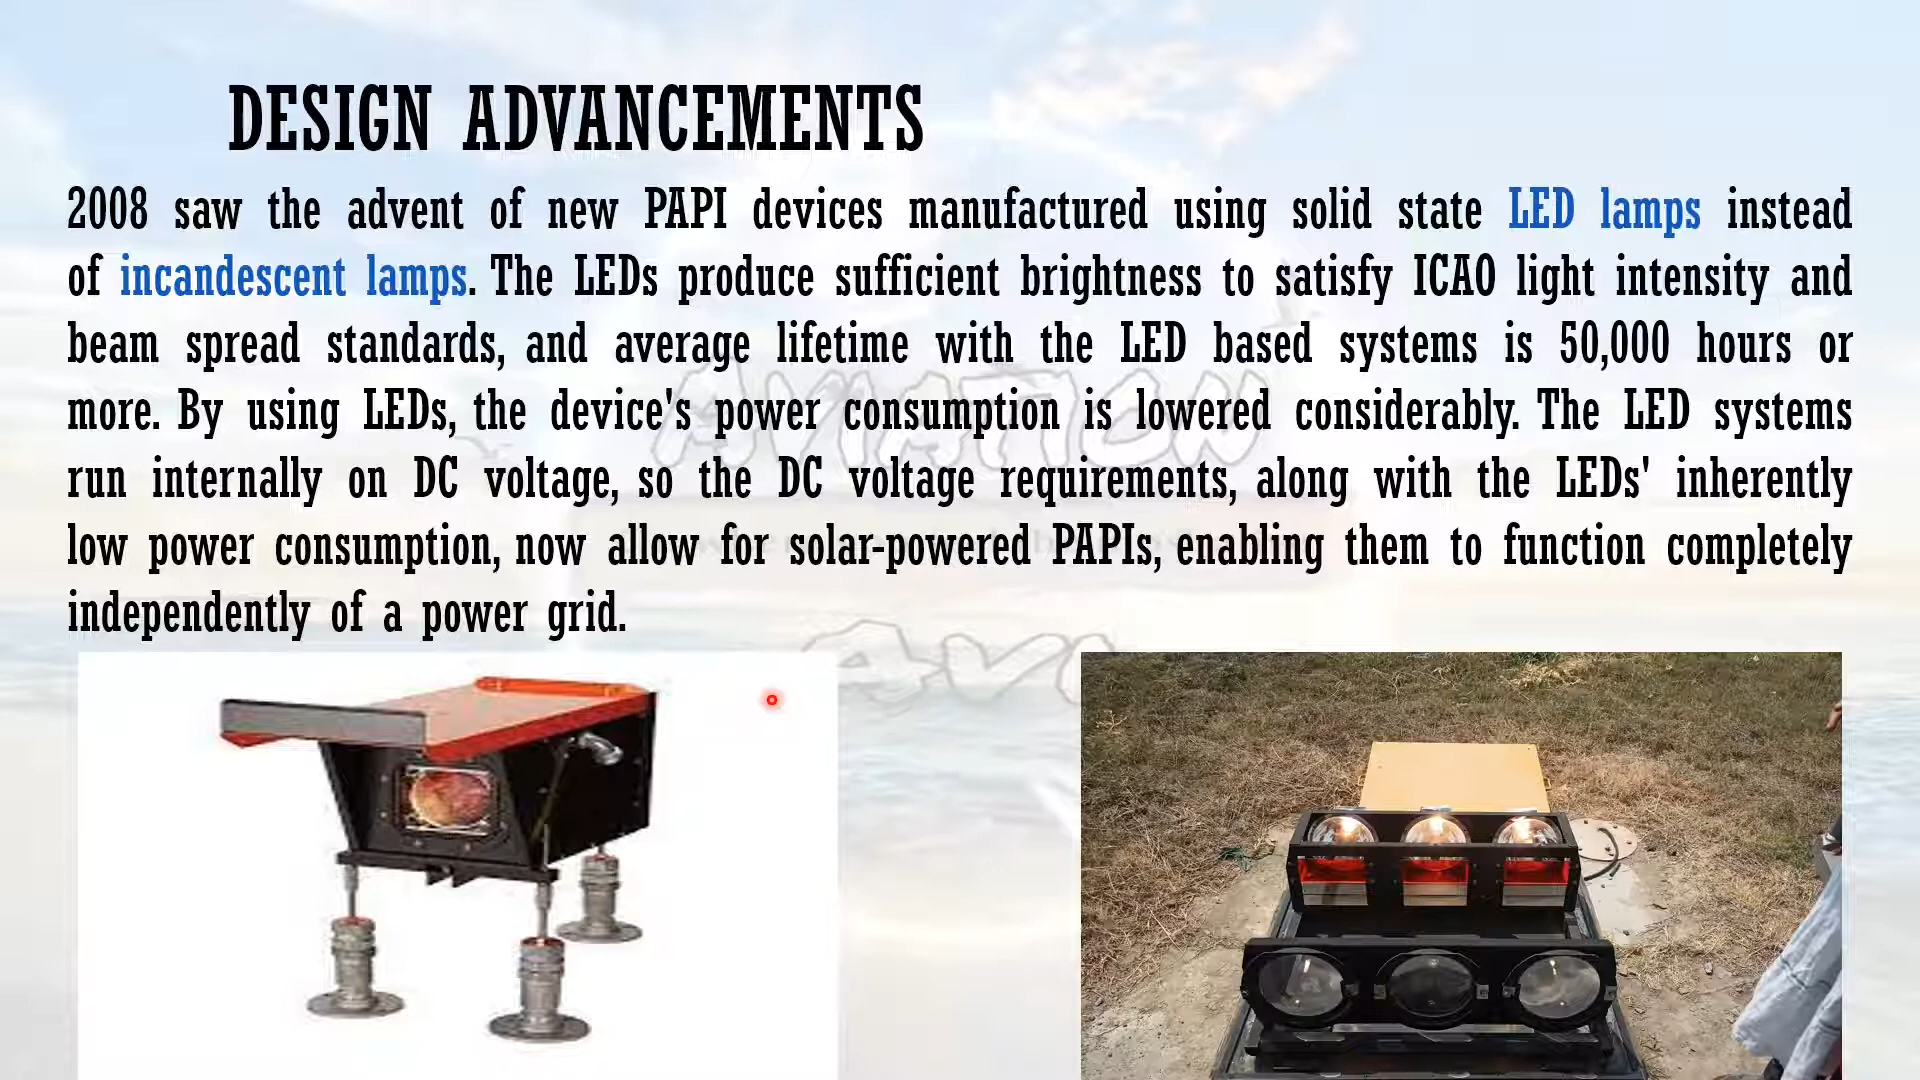 DESIGN ADVANCEMENTS
2008 saw the advent of new PAPI devices manufactured using solid state LED lamps instead
of incandescent lamps. The LEDs produce sufficient brightness to satisfy ICAO light intensity and
beam spread standards, and average lifetime with the LED based systems is 50,000 hours or
more. By using LEDs, the device's power consumption is lowered considerably. The LED systems
run internally on DC voltage, so the DC voltage requirements, along with the LEDs' inherently
low power consumption, now allow for solar-powered PAPIs, enabling them to function completely
independently of a power grid.
AVIATION